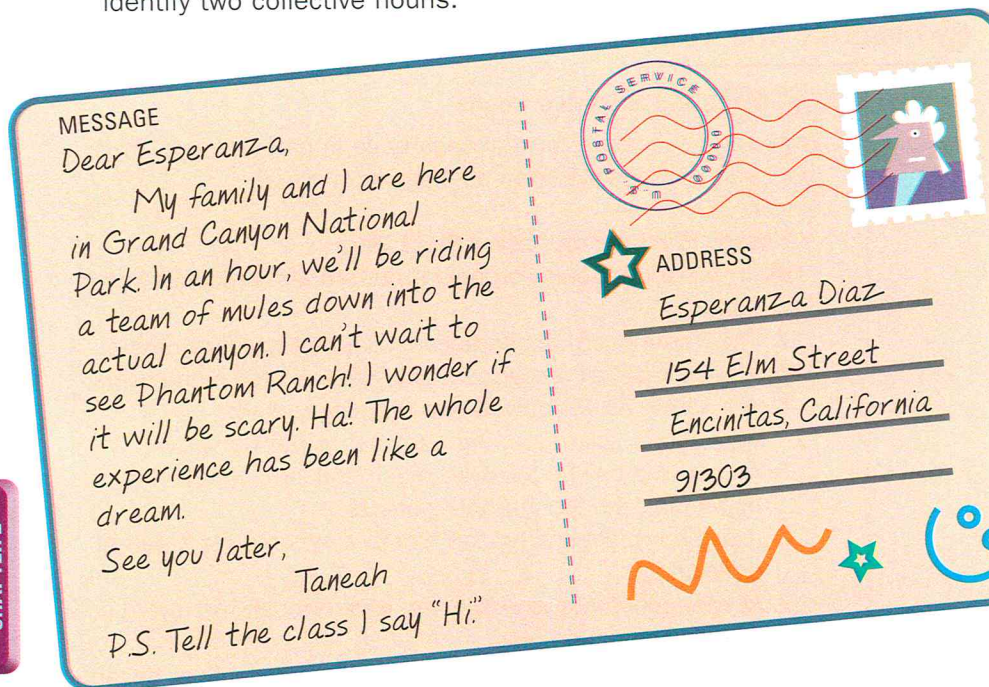 identify two collective nouns.
MESSAGE
Dear Esperanza,
My family and I are here
in Grand Canyon National
Park. In an hour, we'll be riding
a team of mules down into the
actual canyon. I can't wait to
see Phantom Ranch! I wonder if
it will be scary. Ha! The whole
experience has been like a
dream.
See you later,
Taneah
P.S. Tell the class I say "Hi."
U.S. POSTAL SERVICE 00000
ADDRESS
Esperanza Diaz
154 Elm Street
Encinitas, California
91303